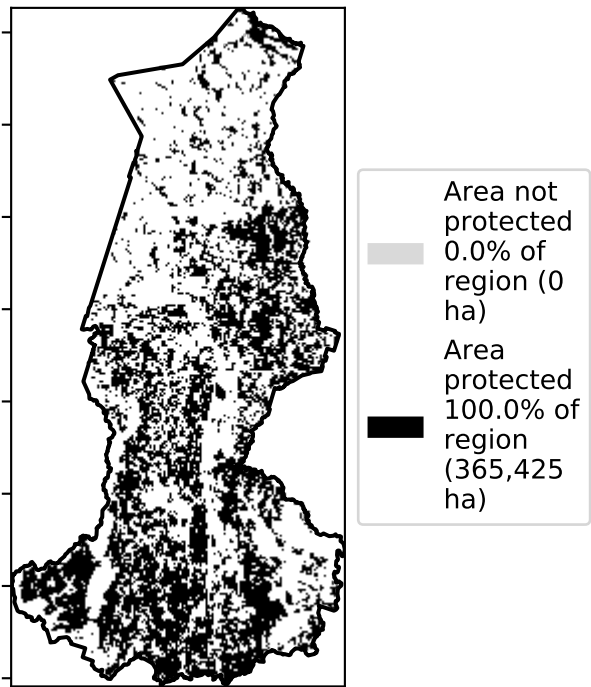 Area not
protected
0.0% of
region (0
ha)
Area
protected
100.0% of
region
(365,425
ha)